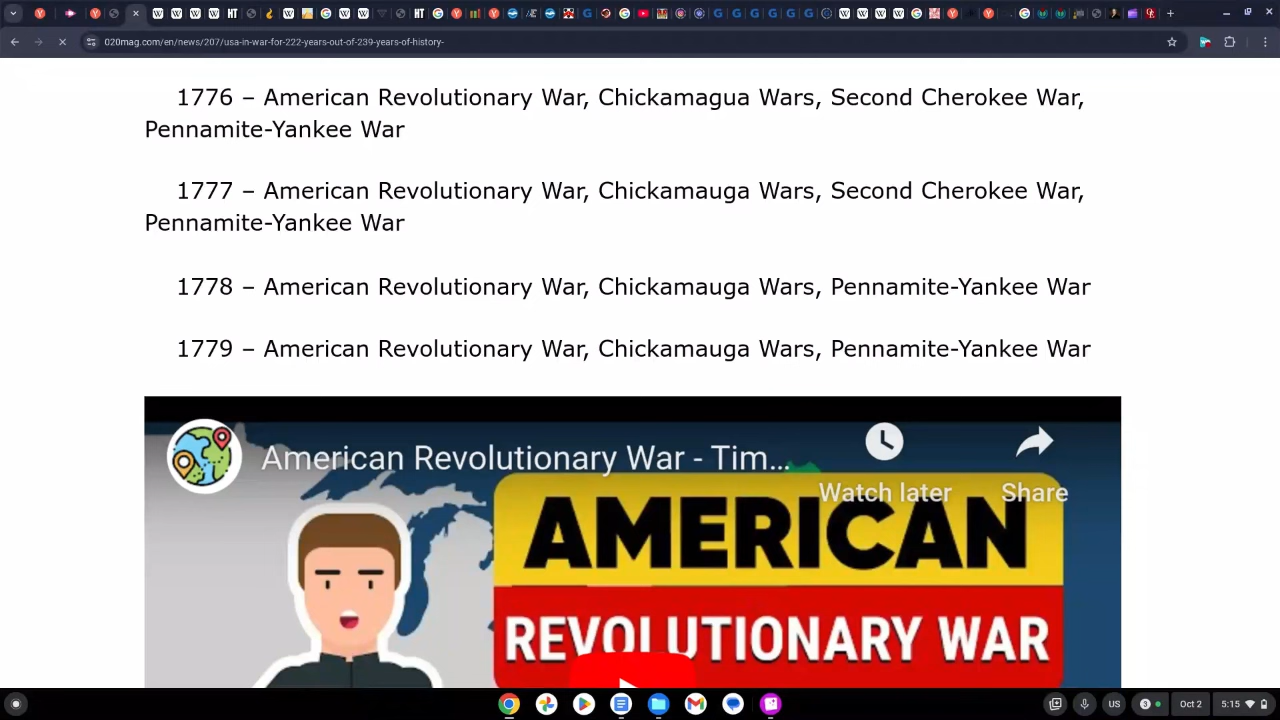 020mag.com/en/news/207/usa-in-war-for-222-years-out-of-239-years-of-history-
1776 – American Revolutionary War, Chickamagua Wars, Second Cherokee War,
Pennamite-Yankee War
1777 – American Revolutionary War, Chickamauga Wars, Second Cherokee War,
Pennamite-Yankee War
1778 – American Revolutionary War, Chickamauga Wars, Pennamite-Yankee War
1779 – American Revolutionary War, Chickamauga Wars, Pennamite-Yankee War
American Revolutionary War - Tim...
Watch later
Share
AMERICAN
REVOLUTIONARY WAR
US
3
Oct 2
5:15